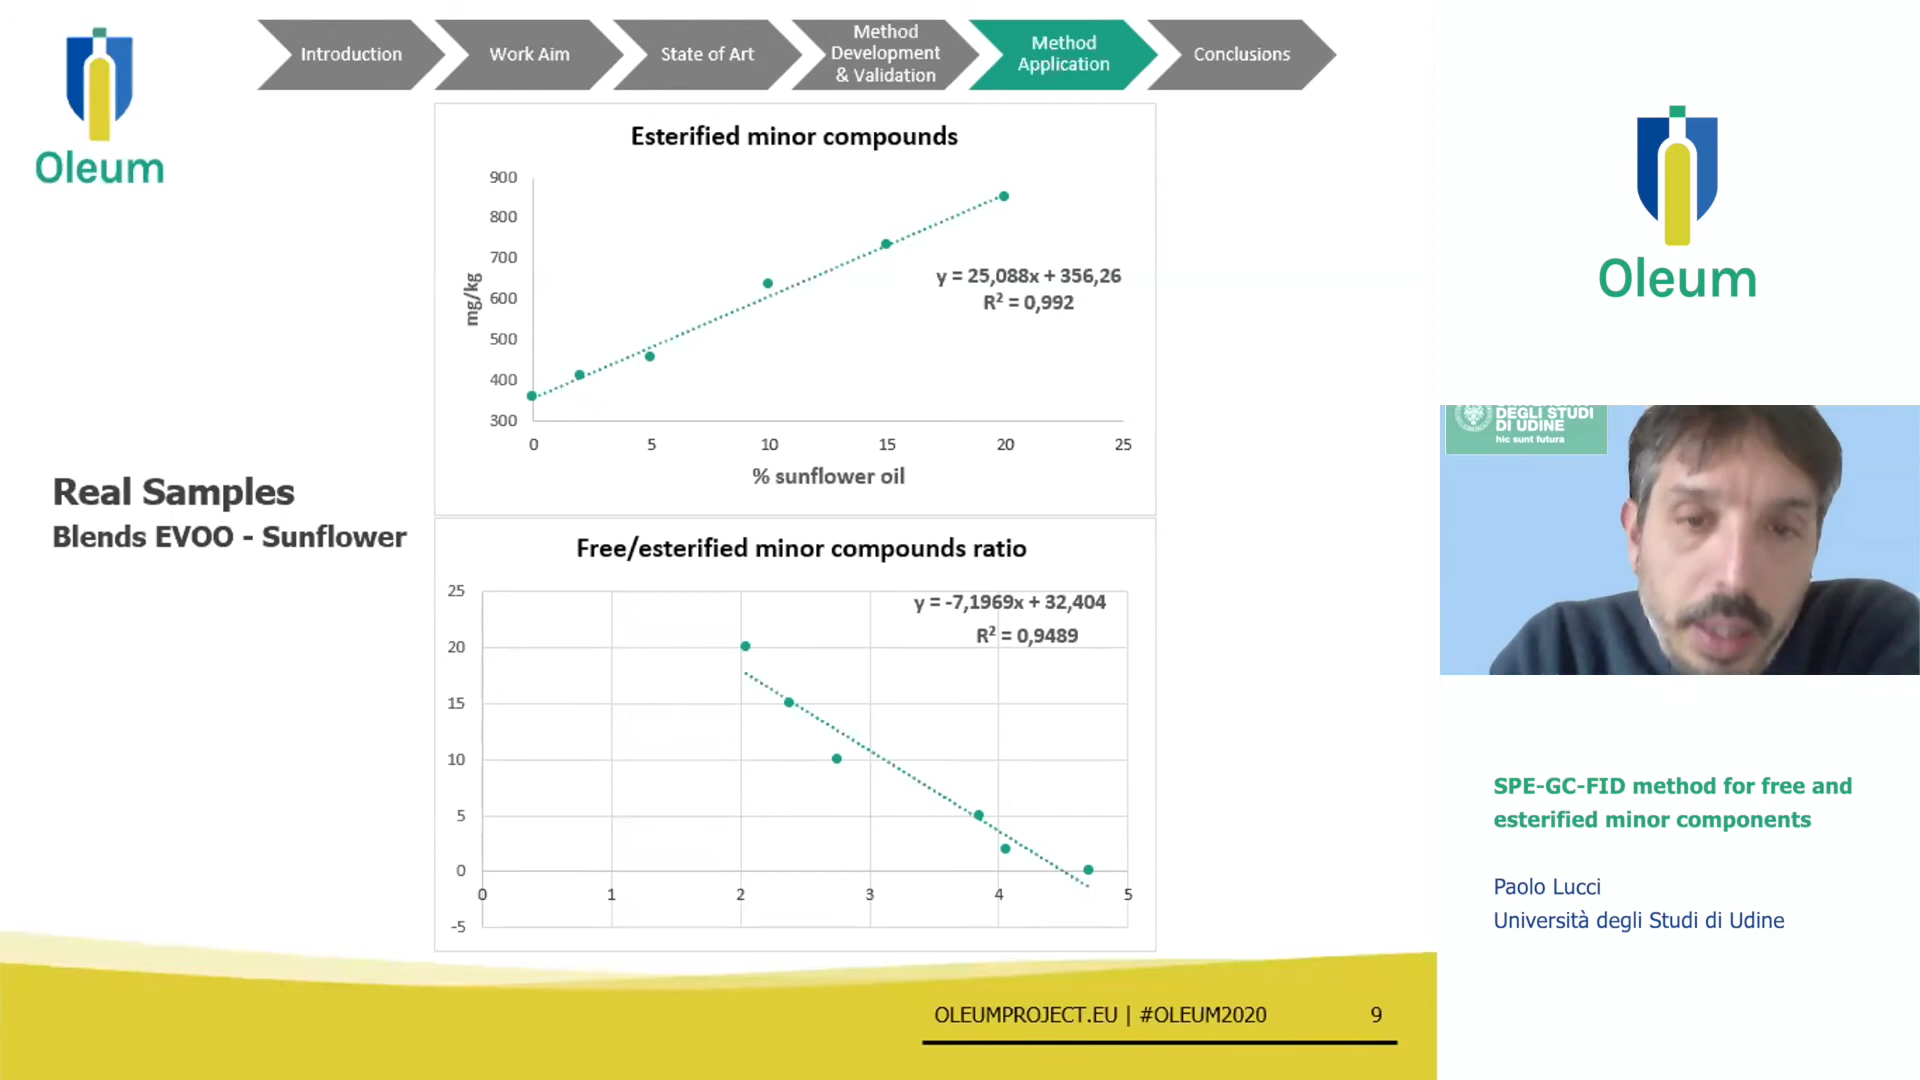 Oleum
Introduction
Work Aim
State of Art
Method
Development
& Validation
Method
Application
Conclusions
Real Samples
Blends EVOO - Sunflower
Esterified minor compounds
900
800
700
600
500
400
300
mg/kg
y = 25,088x + 356,26
R² = 0,992
0 5 10 15 20 25
% sunflower oil
Free/esterified minor compounds ratio
y = -7,1969x + 32,404
R² = 0,9489
25
20
15
10
5
0
-5
0 1 2 3 4 5
OLEUMPROJECT.EU | #OLEUM2020 9
Oleum
DEGLI STUDI
DI UDINE
hic sunt futura
SPE-GC-FID method for free and
esterified minor components
Paolo Lucci
Università degli Studi di Udine